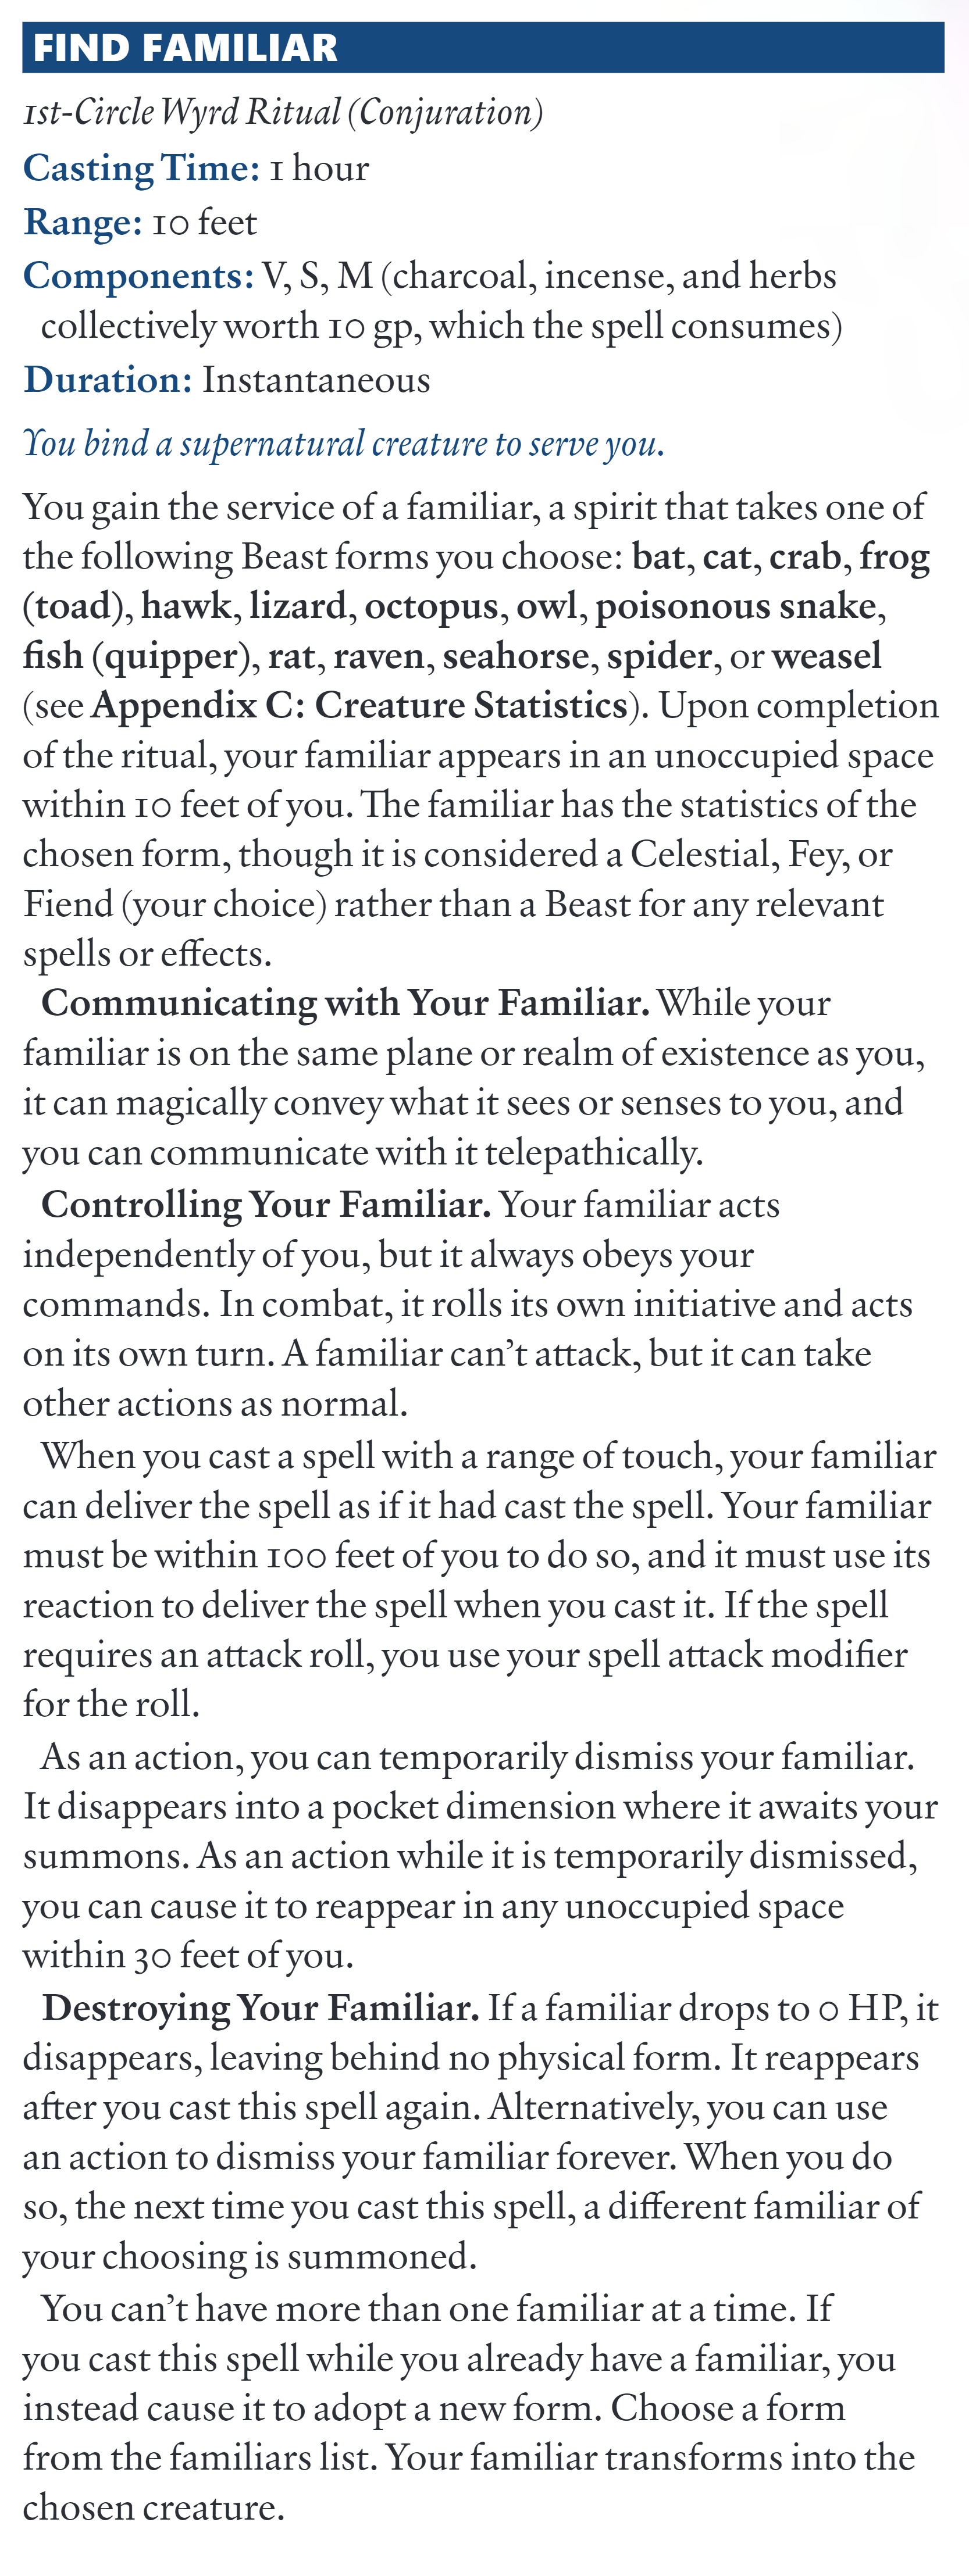 FIND FAMILIAR
1st-Circle Wyrd Ritual (Conjuration)
Casting Time: 1 hour
Range: 10 feet
Components: V, S, M (charcoal, incense, and herbs
collectively worth 10 gp, which the spell consumes)
Duration: Instantaneous
You bind a supernatural creature to serve you.
You gain the service of a familiar, a spirit that takes one of
the following Beast forms you choose: bat, cat, crab, frog
(toad), hawk, lizard, octopus, owl, poisonous snake,
fish (quipper), rat, raven, seahorse, spider, or weasel
(see Appendix C: Creature Statistics). Upon completion
of the ritual, your familiar appears in an unoccupied space
within 10 feet of you. The familiar has the statistics of the
chosen form, though it is considered a Celestial, Fey, or
Fiend (your choice) rather than a Beast for any relevant
spells or effects.
Communicating with Your Familiar. While your
familiar is on the same plane or realm of existence as you,
it can magically convey what it sees or senses to you, and
you can communicate with it telepathically.
Controlling Your Familiar. Your familiar acts
independently of you, but it always obeys your
commands. In combat, it rolls its own initiative and acts
on its own turn. A familiar can't attack, but it can take
other actions as normal.
When you cast a spell with a range of touch, your familiar
can deliver the spell as if it had cast the spell. Your familiar
must be within 100 feet of you to do so, and it must use its
reaction to deliver the spell when you cast it. If the spell
requires an attack roll, you use your spell attack modifier
for the roll.
As an action, you can temporarily dismiss your familiar.
It disappears into a pocket dimension where it awaits your
summons. As an action while it is temporarily dismissed,
you can cause it to reappear in any unoccupied space
within 30 feet of you.
Destroying Your Familiar. If a familiar drops to 0 HP, it
disappears, leaving behind no physical form. It reappears
after you cast this spell again. Alternatively, you can use
an action to dismiss your familiar forever. When you do
so, the next time you cast this spell, a different familiar of
your choosing is summoned.
You can't have more than one familiar at a time. If
you cast this spell while you already have a familiar, you
instead cause it to adopt a new form. Choose a form
from the familiars list. Your familiar transforms into the
chosen creature.